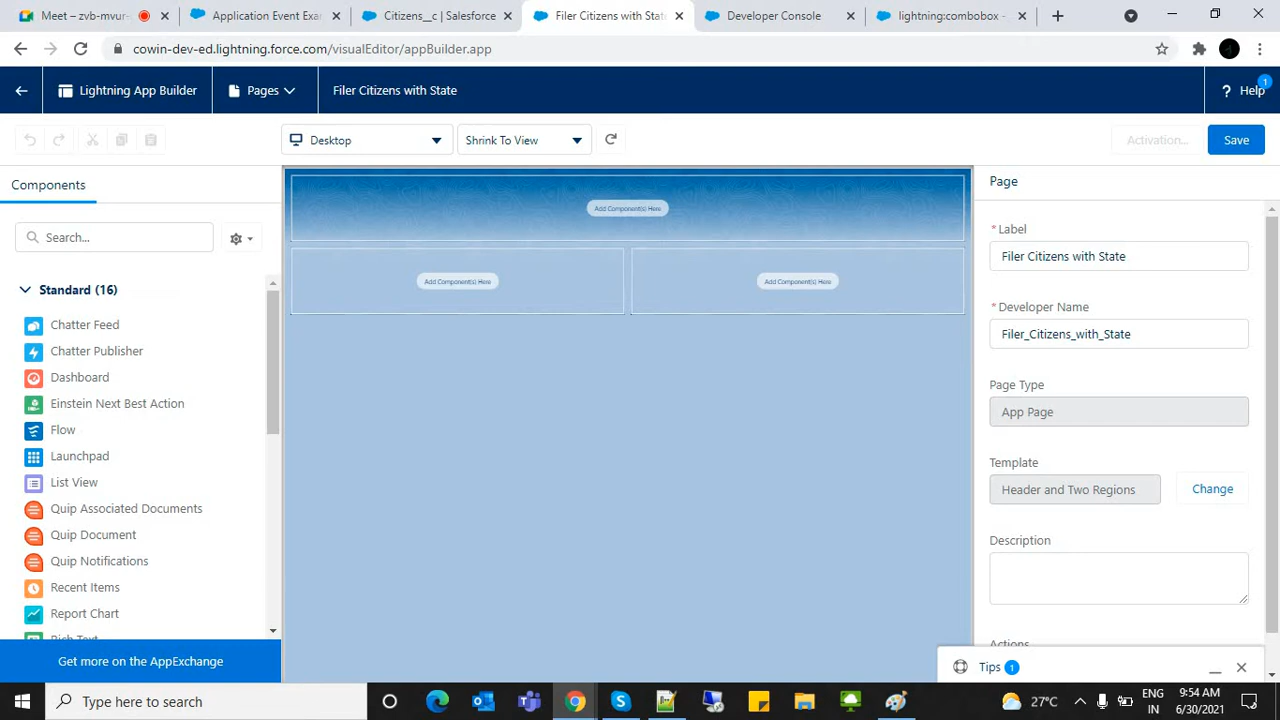 Meet – zvb-mvur-
Application Event Exa
Citizens__c | Salesforce
Filer Citizens with Stat
Developer Console
lightning:combobox -
cowin-dev-ed.lightning.force.com/visualEditor/appBuilder.app
Lightning App Builder
Pages
Filer Citizens with State
? Help
1
Desktop
Shrink To View
Activation...
Save
Components
Page
Search...
Add Component(s) Here
Add Component(s) Here
Add Component(s) Here
* Label
Filer Citizens with State
Standard (16)
Chatter Feed
Chatter Publisher
Dashboard
Einstein Next Best Action
Flow
Launchpad
List View
Quip Associated Documents
Quip Document
Quip Notifications
Recent Items
Report Chart
Rich Text
* Developer Name
Filer_Citizens_with_State
Page Type
App Page
Template
Header and Two Regions
Change
Description
Actions
Get more on the AppExchange
Tips 1
Type here to search
27°C
ENG
IN
9:54 AM
6/30/2021